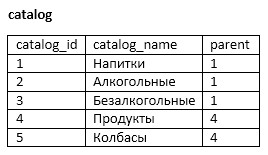 catalog
catalog_id catalog_name parent
1 Напитки 1
2 Алкогольные 1
3 Безалкогольные 1
4 Продукты 4
5 Колбасы 4